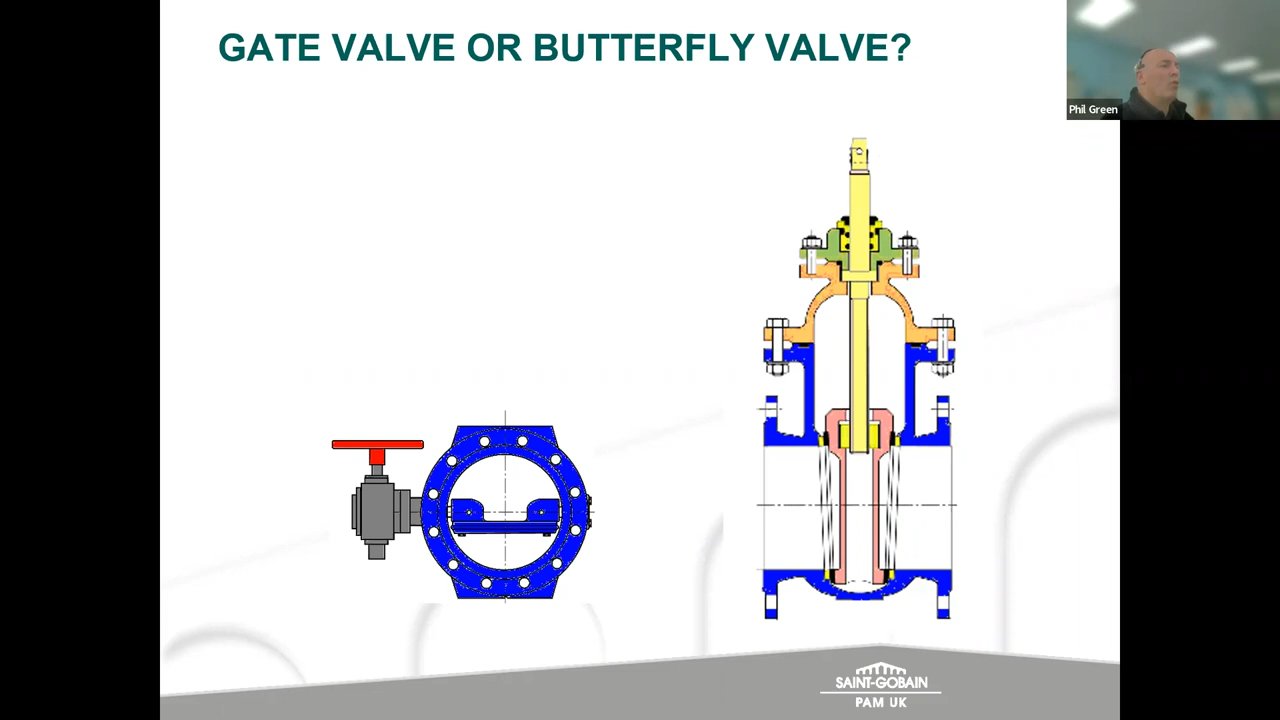 GATE VALVE OR BUTTERFLY VALVE?
Phil Green
SAINT-GOBAIN
PAM UK